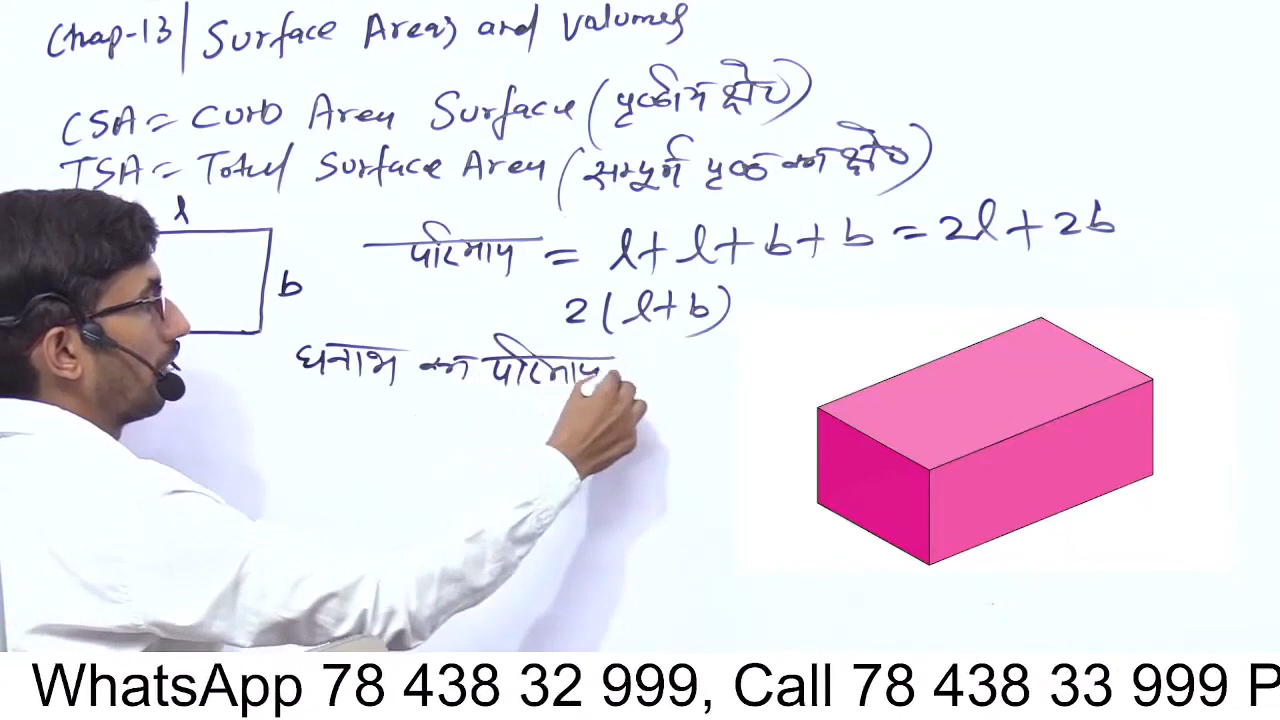 Chap-13 | Surface Areas and Volumes
CSA = Curb Area Surface (पृष्ठीय क्षेत्र)
TSA = Total Surface Area (सम्पूर्ण पृष्ठ का क्षेत्र)
l
b
परिमाप = l + l + b + b = 2l + 2b
2(l+b)
घनाभ का परिमाप
WhatsApp 78 438 32 999, Call 78 438 33 999 P